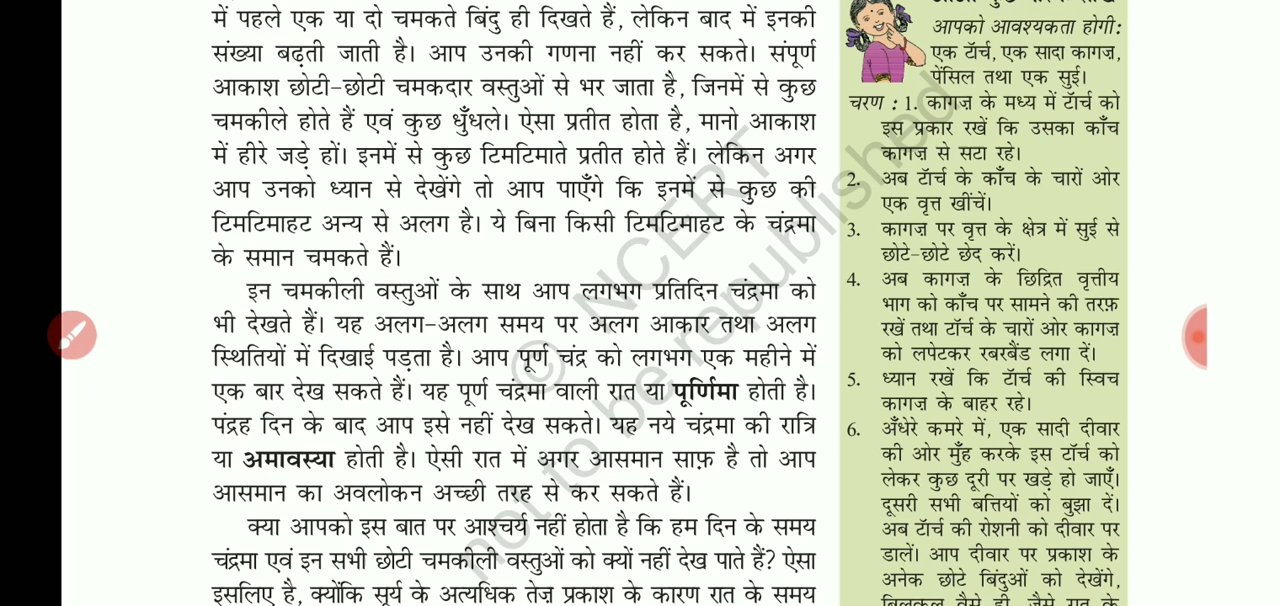 में पहले एक या दो चमकते बिंदु ही दिखते हैं, लेकिन बाद में इनकी
संख्या बढ़ती जाती है। आप उनकी गणना नहीं कर सकते। संपूर्ण
आकाश छोटी-छोटी चमकदार वस्तुओं से भर जाता है, जिनमें से कुछ
चमकीले होते हैं एवं कुछ धुँधले। ऐसा प्रतीत होता है, मानो आकाश
में हीरे जड़े हों। इनमें से कुछ टिमटिमाते प्रतीत होते हैं। लेकिन अगर
आप उनको ध्यान से देखेंगे तो आप पाएँगे कि इनमें से कुछ की
टिमटिमाहट अन्य से अलग है। ये बिना किसी टिमटिमाहट के चंद्रमा
के समान चमकते हैं।
इन चमकीली वस्तुओं के साथ आप लगभग प्रतिदिन चंद्रमा को
भी देखते हैं। यह अलग-अलग समय पर अलग आकार तथा अलग
स्थितियों में दिखाई पड़ता है। आप पूर्ण चंद्र को लगभग एक महीने में
एक बार देख सकते हैं। यह पूर्ण चंद्रमा वाली रात या पूर्णिमा होती है।
पंद्रह दिन के बाद आप इसे नहीं देख सकते। यह नये चंद्रमा की रात्रि
या अमावस्या होती है। ऐसी रात में अगर आसमान साफ़ है तो आप
आसमान का अवलोकन अच्छी तरह से कर सकते हैं।
क्या आपको इस बात पर आश्चर्य नहीं होता है कि हम दिन के समय
चंद्रमा एवं इन सभी छोटी चमकीली वस्तुओं को क्यों नहीं देख पाते हैं? ऐसा
इसलिए है, क्योंकि सूर्य के अत्यधिक तेज़ प्रकाश के कारण रात के समय
आपको आवश्यकता होगी:
एक टॉर्च, एक सादा कागज़,
पेंसिल तथा एक सुई।
चरण : 1. कागज़ के मध्य में टॉर्च को
इस प्रकार रखें कि उसका काँच
कागज़ से सटा रहे।
2. अब टॉर्च के काँच के चारों ओर
एक वृत्त खींचें।
3. कागज़ पर वृत्त के क्षेत्र में सुई से
छोटे-छोटे छेद करें।
4. अब कागज़ के छिद्रित वृत्तीय
भाग को काँच पर सामने की तरफ़
रखें तथा टॉर्च के चारों ओर कागज़
को लपेटकर रबरबैंड लगा दें।
5. ध्यान रखें कि टॉर्च की स्विच
कागज़ के बाहर रहे।
6. अँधेरे कमरे में, एक सादी दीवार
की ओर मुँह करके इस टॉर्च को
लेकर कुछ दूरी पर खड़े हो जाएँ।
दूसरी सभी बत्तियों को बुझा दें।
अब टॉर्च की रोशनी को दीवार पर
डालें। आप दीवार पर प्रकाश के
अनेक छोटे बिंदुओं को देखेंगे,
© NCERT
not to be republished